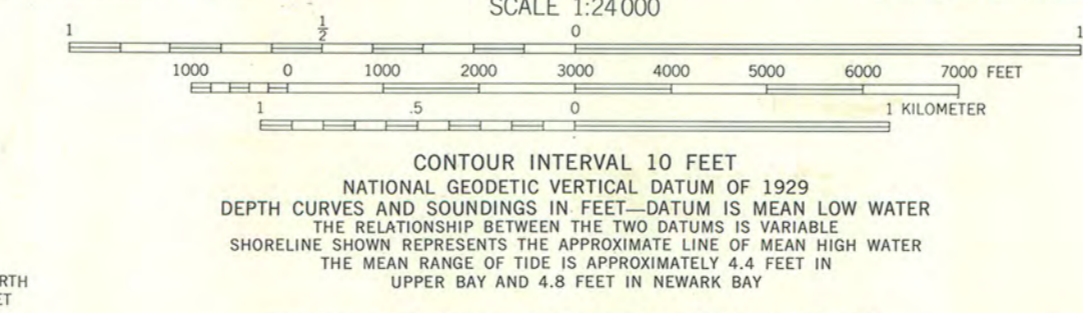 SCALE 1:24 000
1 ½ 0 1
1000 0 1000 2000 3000 4000 5000 6000 7000 FEET
1 .5 0 1 KILOMETER
CONTOUR INTERVAL 10 FEET
NATIONAL GEODETIC VERTICAL DATUM OF 1929
DEPTH CURVES AND SOUNDINGS IN FEET—DATUM IS MEAN LOW WATER
THE RELATIONSHIP BETWEEN THE TWO DATUMS IS VARIABLE
SHORELINE SHOWN REPRESENTS THE APPROXIMATE LINE OF MEAN HIGH WATER
THE MEAN RANGE OF TIDE IS APPROXIMATELY 4.4 FEET IN
UPPER BAY AND 4.8 FEET IN NEWARK BAY
RTH
ET